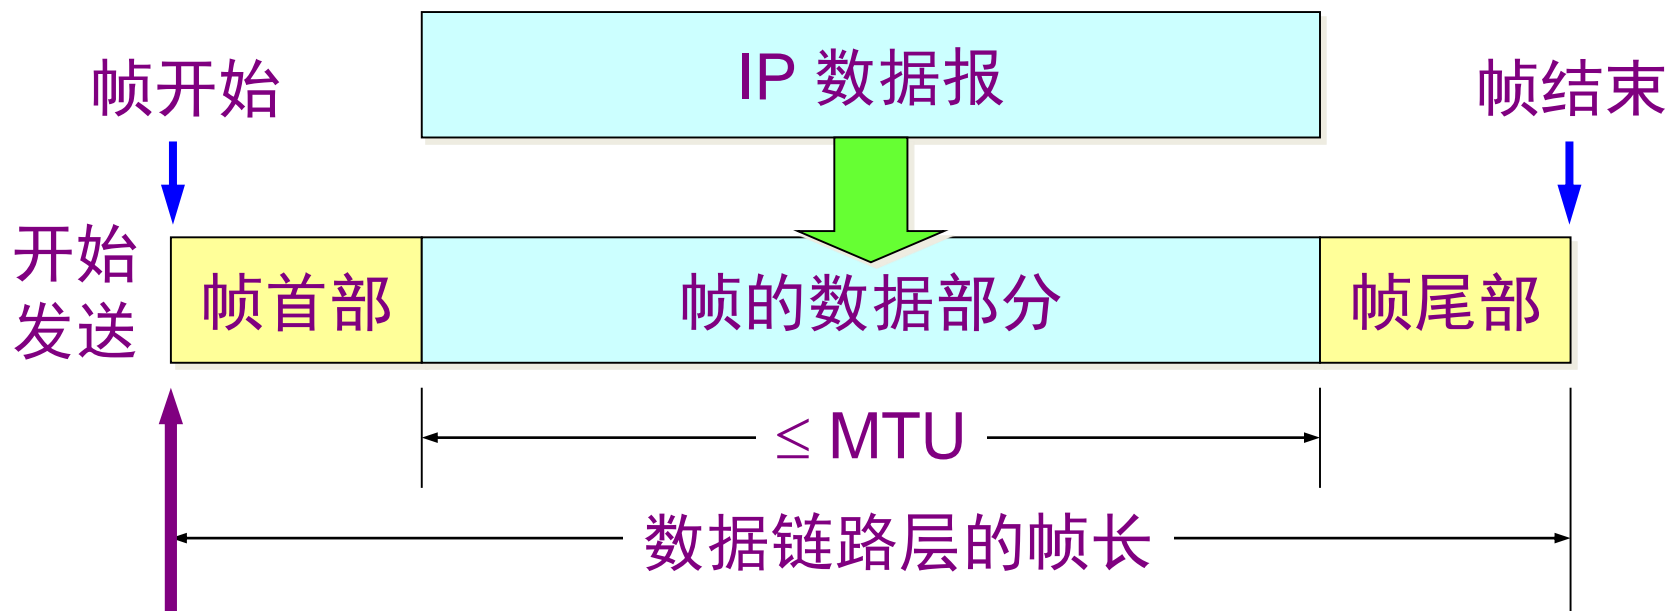 IP 数据报
帧开始
帧结束
开始
发送
帧首部
帧的数据部分
帧尾部
≤ MTU
数据链路层的帧长